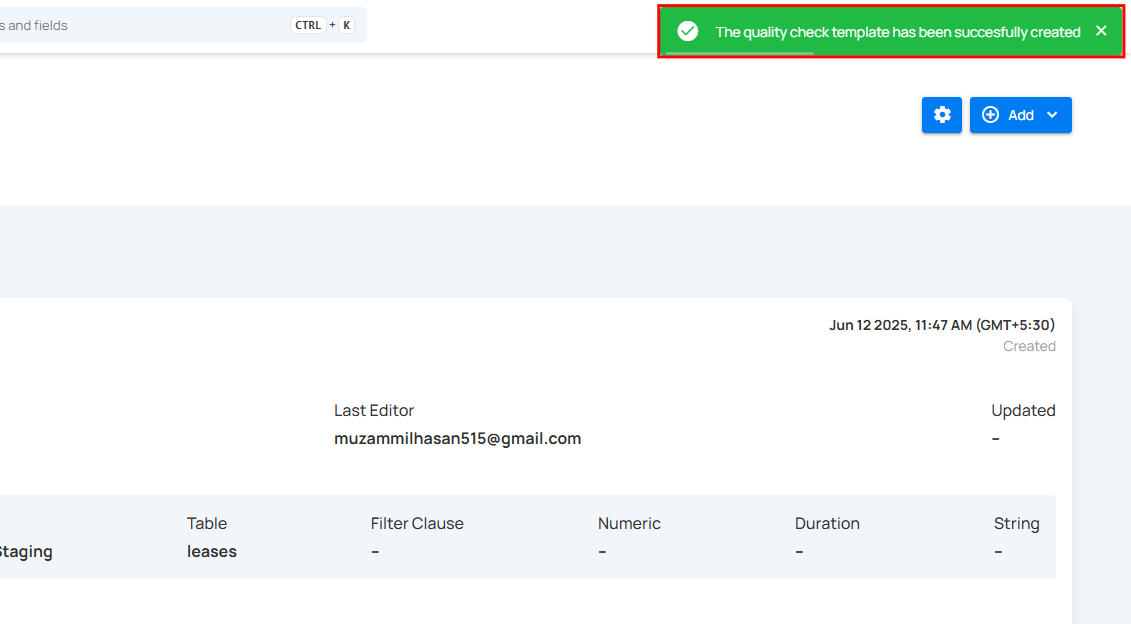 s and fields
CTRL + K
The quality check template has been succesfully created
Add
Jun 12 2025, 11:47 AM (GMT+5:30)
Created
Last Editor
Updated
muzammilhasan515@gmail.com
–
Table
Filter Clause
Numeric
Duration
String
Staging
leases
–
–
–
–